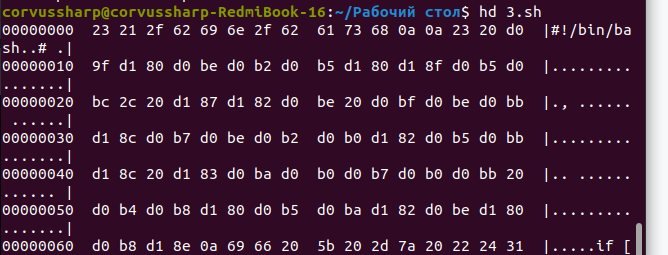 corvussharp@corvussharp-RedmiBook-16:~/Рабочий стол$ hd 3.sh
00000000  23 21 2f 62 69 6e 2f 62  61 73 68 0a 0a 23 20 d0  |#!/bin/ba
sh..# .|
00000010  9f d1 80 d0 be d0 b2 d0  b5 d1 80 d1 8f d0 b5 d0  |.........
.......|
00000020  bc 2c 20 d1 87 d1 82 d0  be 20 d0 bf d0 be d0 bb  |., ......
 ......|
00000030  d1 8c d0 b7 d0 be d0 b2  d0 b0 d1 82 d0 b5 d0 bb  |.........
.......|
00000040  d1 8c 20 d1 83 d0 ba d0  b0 d0 b7 d0 b0 d0 bb 20  |.. ......
...... |
00000050  d0 b4 d0 b8 d1 80 d0 b5  d0 ba d1 82 d0 be d1 80  |.........
.......|
00000060  d0 b8 d1 8e 0a 69 66 20  5b 20 2d 7a 20 22 24 31  |.....if [